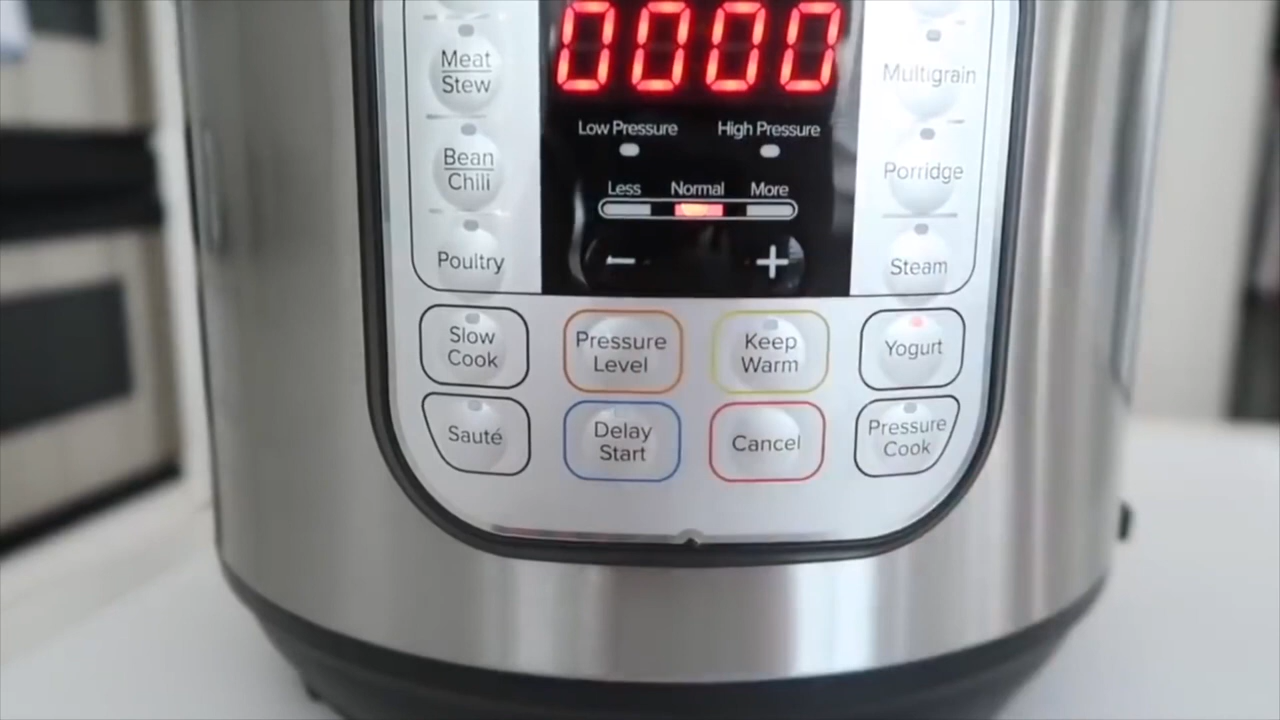 0000
Meat
Stew
Bean
Chili
Poultry
Low Pressure High Pressure
Less Normal More
− +
Multigrain
Porridge
Steam
Slow
Cook
Pressure
Level
Keep
Warm
Yogurt
Sauté
Delay
Start
Cancel
Pressure
Cook